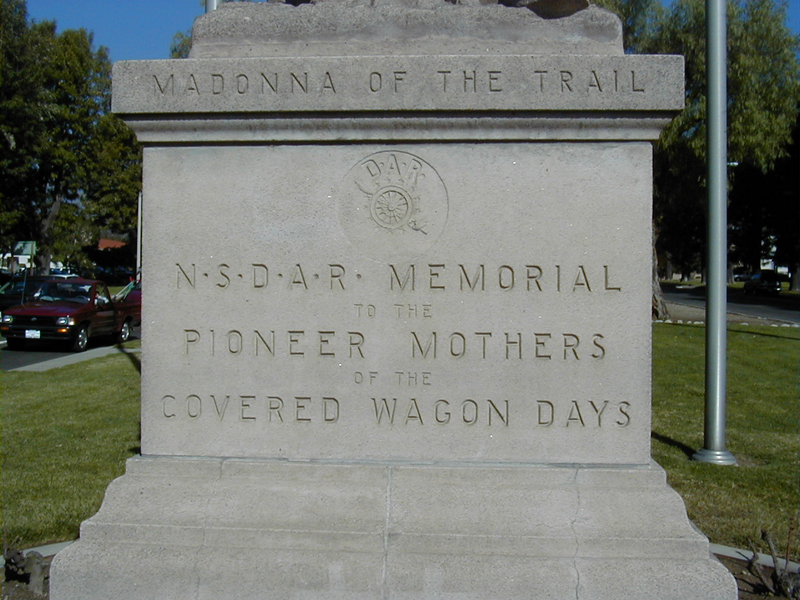 MADONNA OF THE TRAIL
D·A·R
N·S·D·A·R· MEMORIAL
TO THE
PIONEER MOTHERS
OF THE
COVERED WAGON DAYS